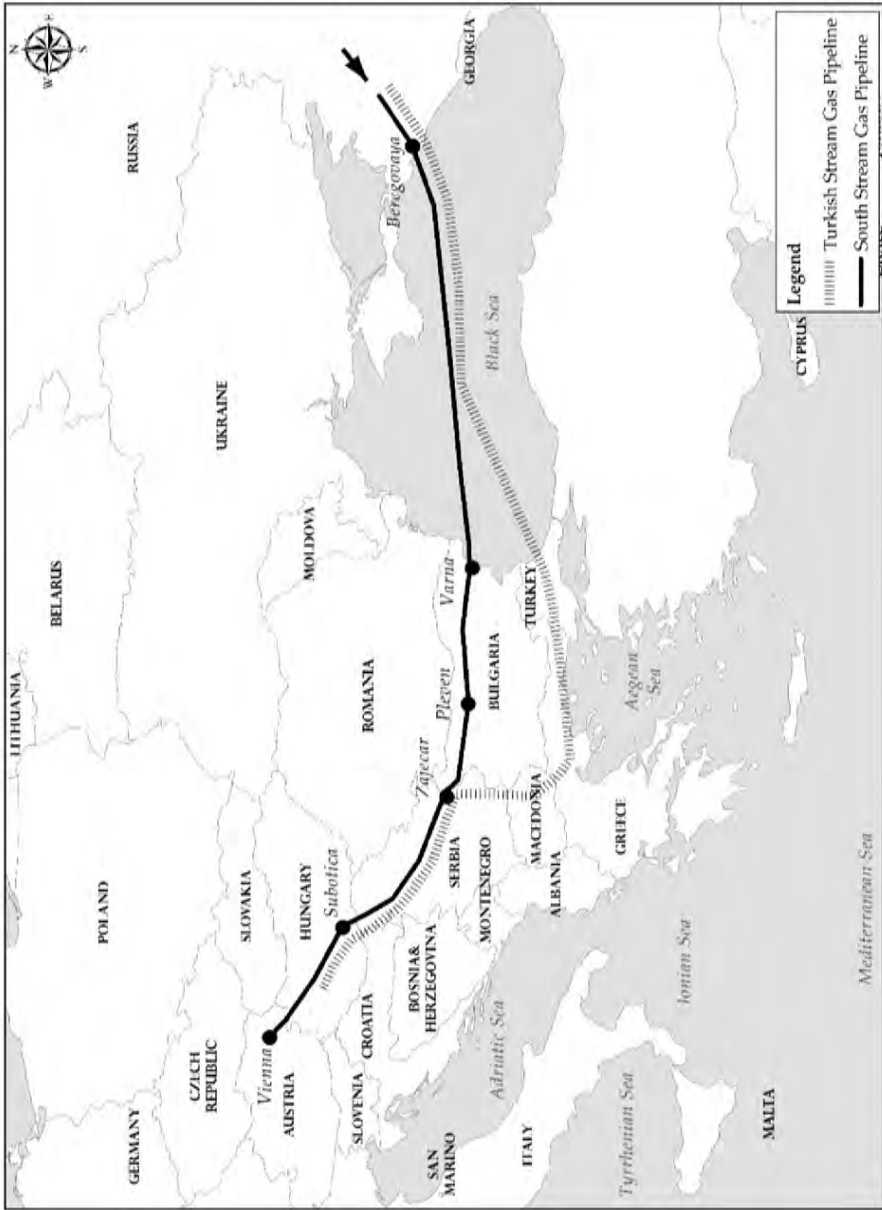 N
W
E
S
LITHUANIA
BELARUS
RUSSIA
POLAND
GERMANY
CZECH
REPUBLIC
UKRAINE
SLOVAKIA
Vienna
MOLDOVA
AUSTRIA
HUNGARY
Subotica
SLOVENIA
CROATIA
ROMANIA
Beregovaya
BOSNIA&
HERZEGOVINA
Zajecar
Pleven
Varna
SAN
MARINO
SERBIA
GEORGIA
MONTENEGRO
BULGARIA
Black Sea
Adriatic Sea
ITALY
MACEDONIA
TURKEY
ALBANIA
GREECE
Aegean
Sea
Tyrrhenian Sea
Ionian Sea
MALTA
CYPRUS
Mediterranean Sea
Legend
Turkish Stream Gas Pipeline
South Stream Gas Pipeline